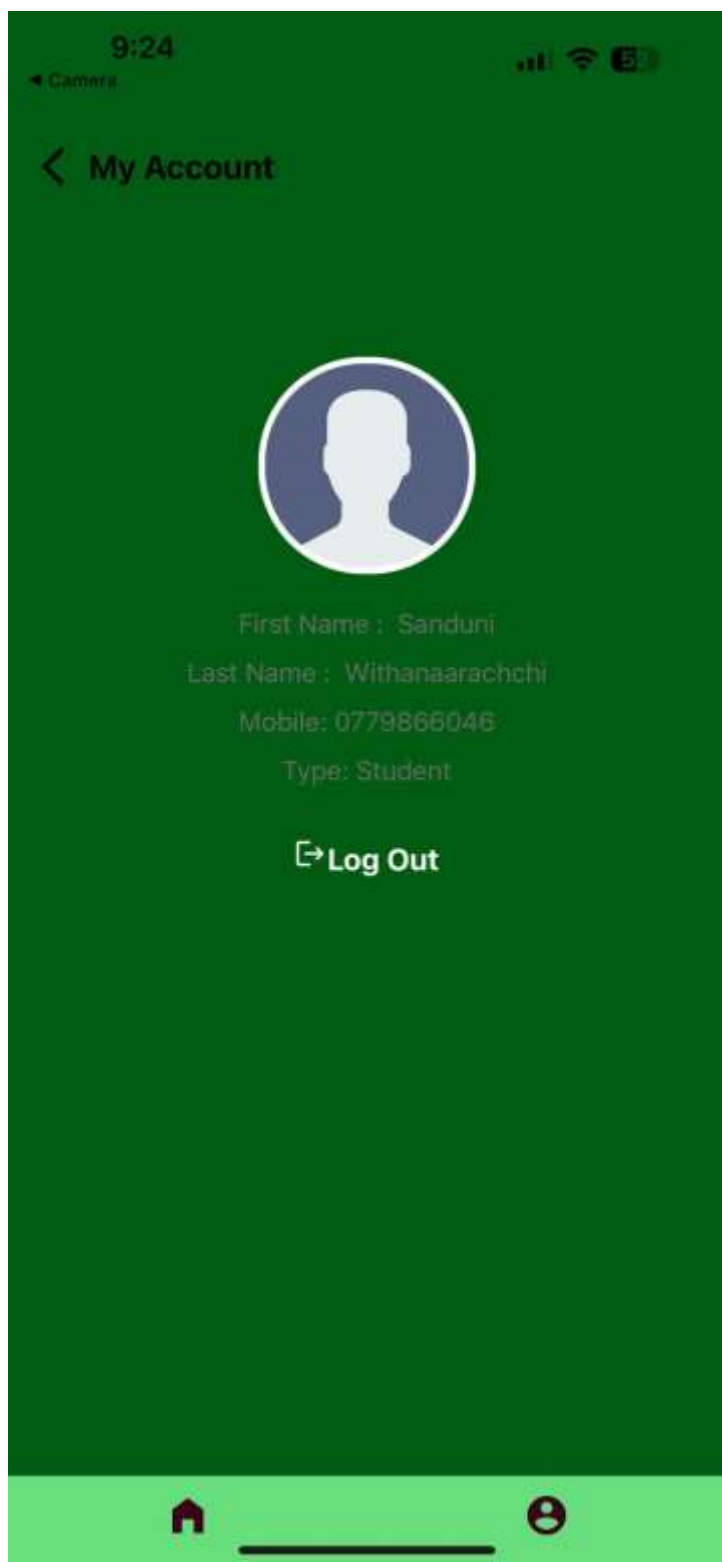 9:24
◀ Camera
My Account
First Name : Sanduni
Last Name : Withanaarachchi
Mobile: 0779866046
Type: Student
Log Out